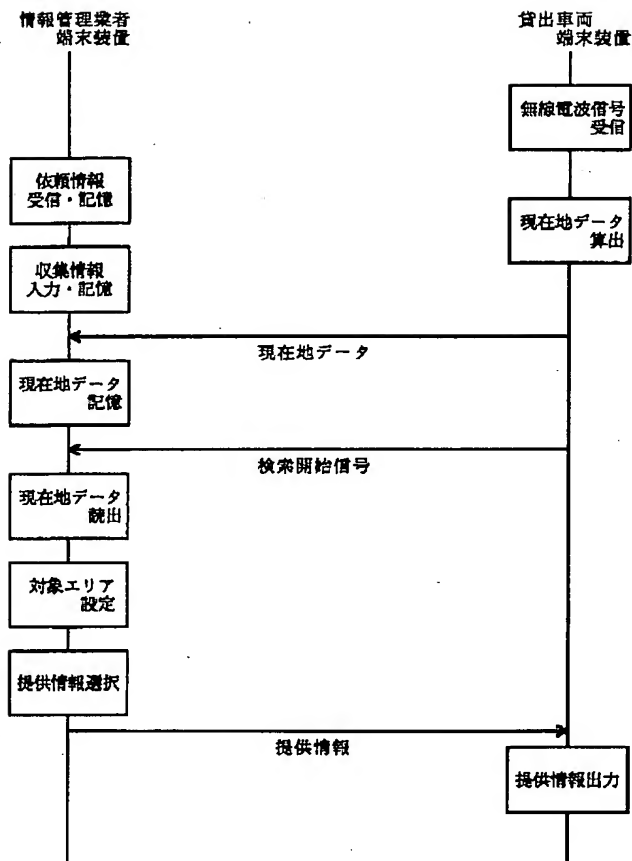 情報管理業者
端末装置
貸出車両
端末装置
無線電波信号
受信
依頼情報
受信・記憶
現在地データ
算出
収集情報
入力・記憶
現在地データ
現在地データ
記憶
検索開始信号
現在地データ
読出
対象エリア
設定
提供情報選択
提供情報
提供情報出力